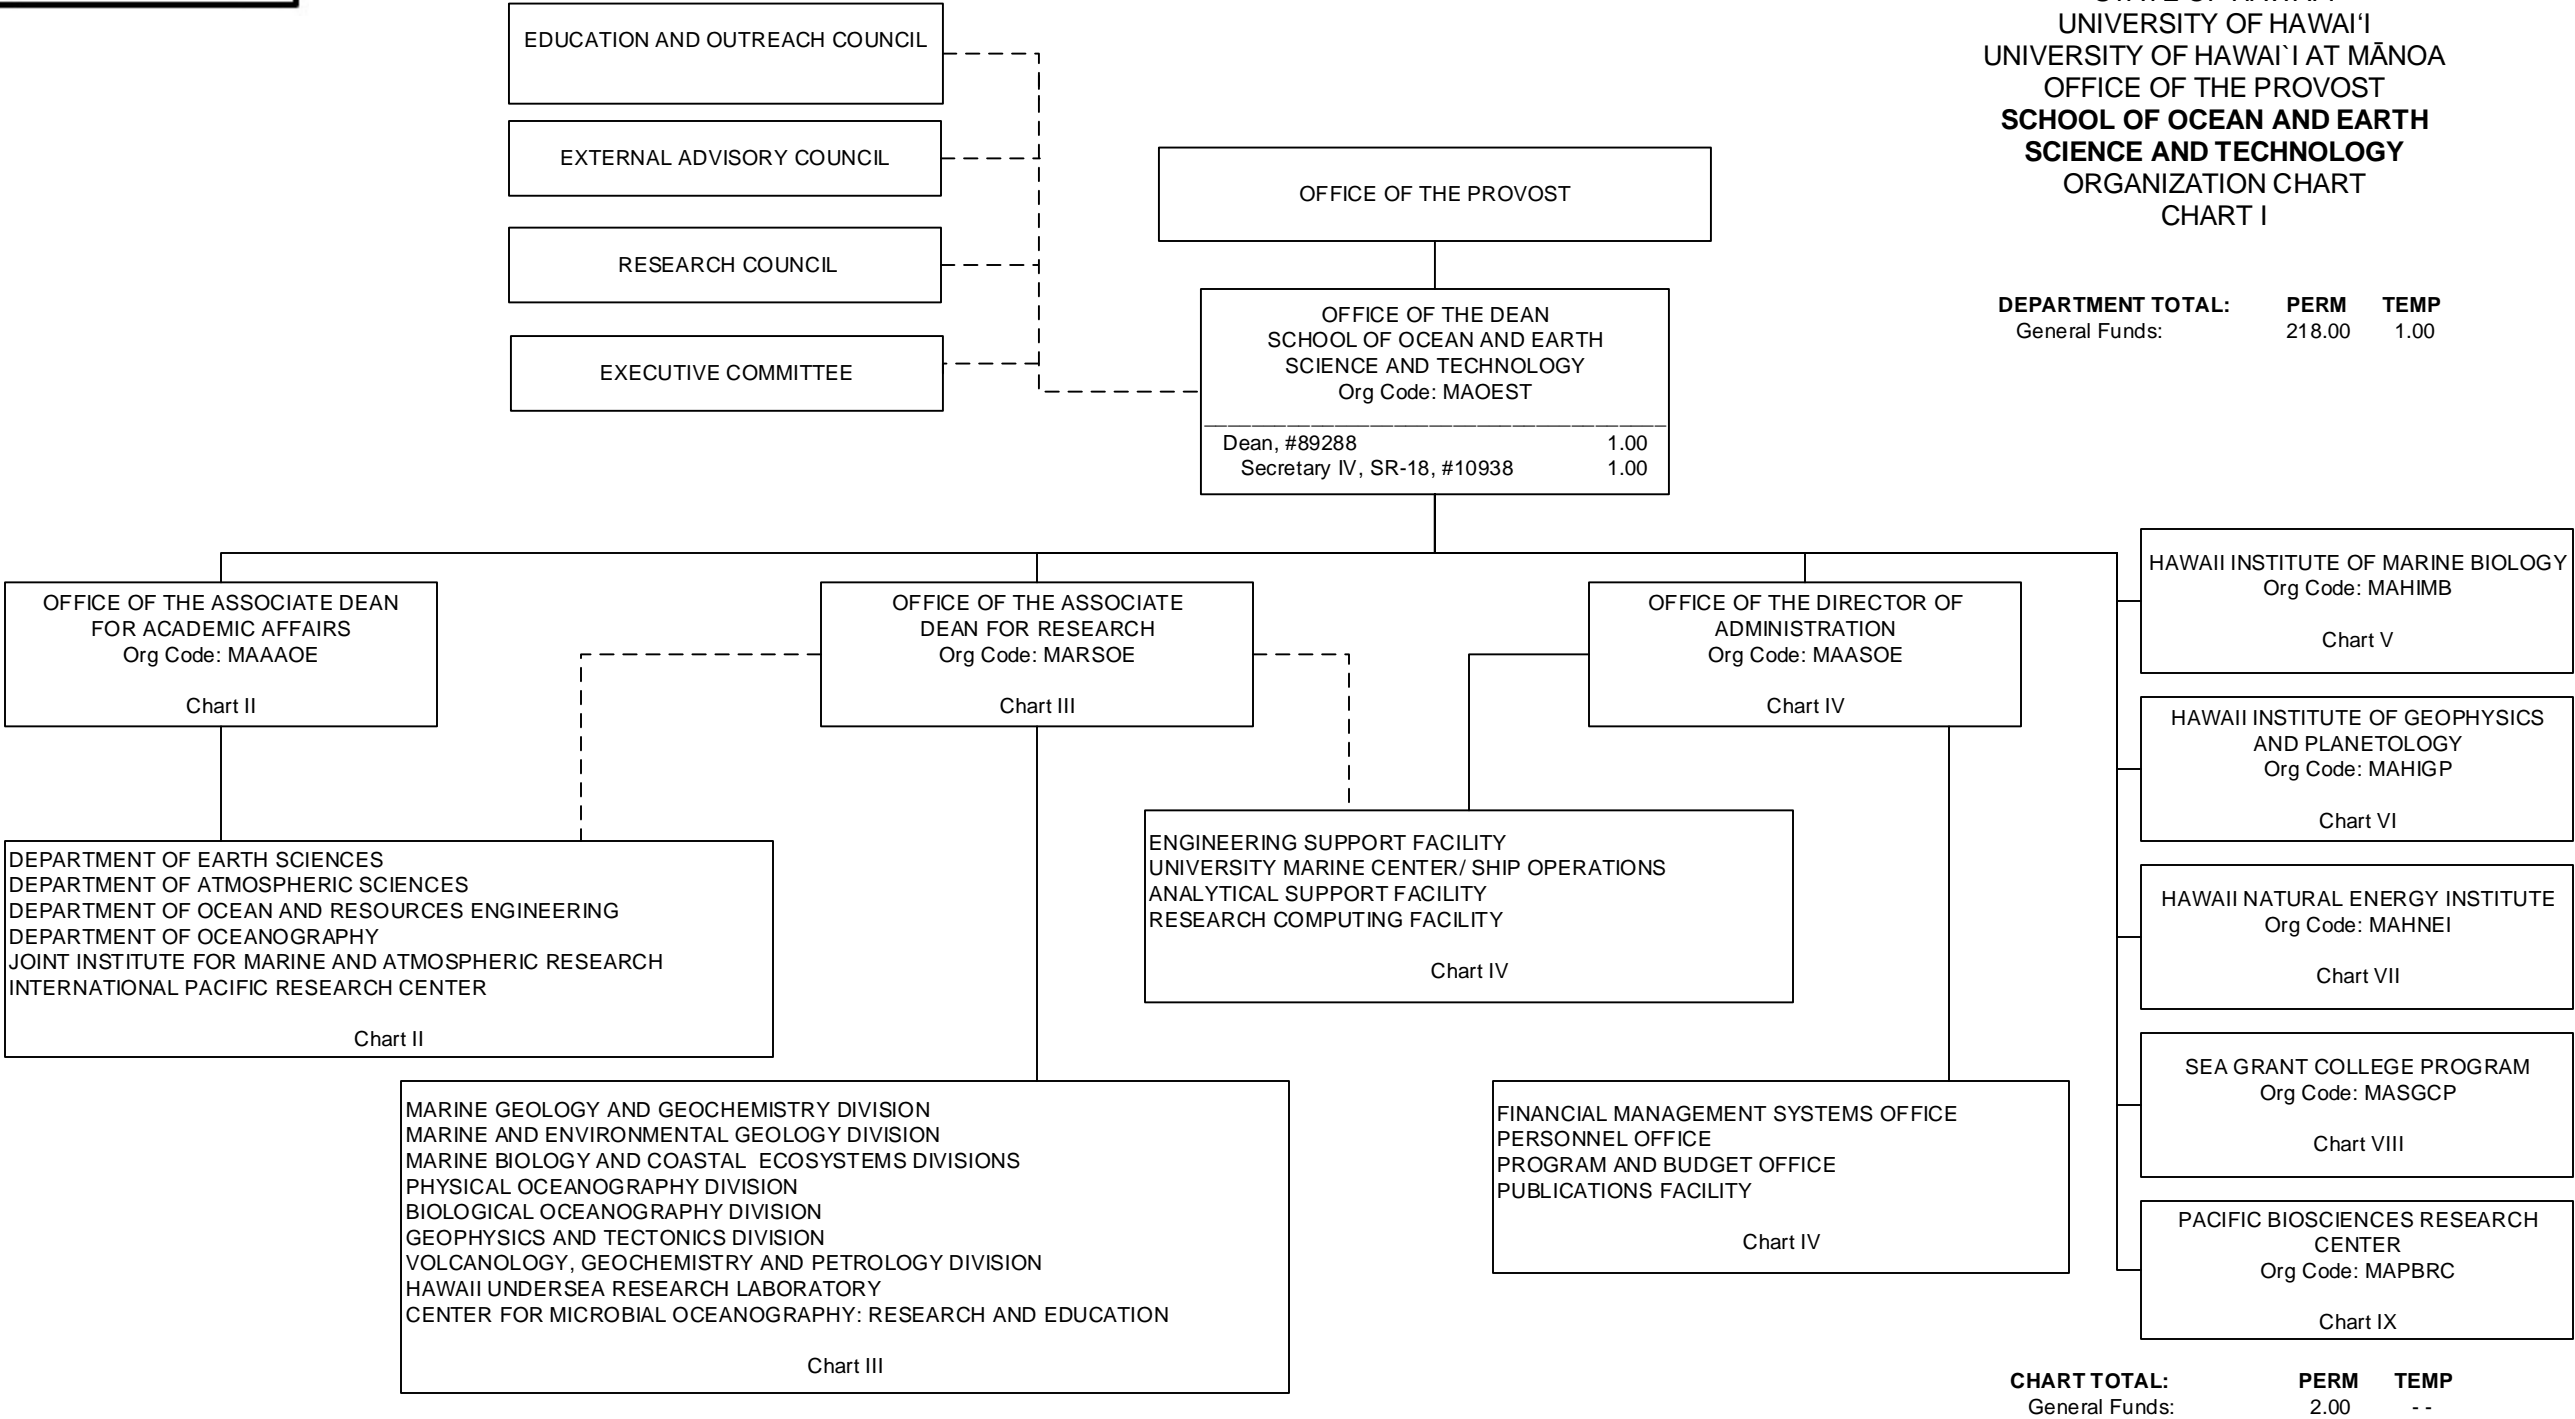 STATE OF HAWAI‘I
UNIVERSITY OF HAWAI‘I
UNIVERSITY OF HAWAI`I AT MĀNOA
OFFICE OF THE PROVOST
SCHOOL OF OCEAN AND EARTH
SCIENCE AND TECHNOLOGY
ORGANIZATION CHART
CHART I
DEPARTMENT TOTAL: PERM TEMP
General Funds: 218.00 1.00
EDUCATION AND OUTREACH COUNCIL
EXTERNAL ADVISORY COUNCIL
RESEARCH COUNCIL
EXECUTIVE COMMITTEE
OFFICE OF THE PROVOST
OFFICE OF THE DEAN
SCHOOL OF OCEAN AND EARTH
SCIENCE AND TECHNOLOGY
Org Code: MAOEST
Dean, #89288 1.00
Secretary IV, SR-18, #10938 1.00
OFFICE OF THE ASSOCIATE DEAN
FOR ACADEMIC AFFAIRS
Org Code: MAAAOE
Chart II
OFFICE OF THE ASSOCIATE
DEAN FOR RESEARCH
Org Code: MARSOE
Chart III
OFFICE OF THE DIRECTOR OF
ADMINISTRATION
Org Code: MAASOE
Chart IV
HAWAII INSTITUTE OF MARINE BIOLOGY
Org Code: MAHIMB
Chart V
HAWAII INSTITUTE OF GEOPHYSICS
AND PLANETOLOGY
Org Code: MAHIGP
Chart VI
HAWAII NATURAL ENERGY INSTITUTE
Org Code: MAHNEI
Chart VII
SEA GRANT COLLEGE PROGRAM
Org Code: MASGCP
Chart VIII
PACIFIC BIOSCIENCES RESEARCH
CENTER
Org Code: MAPBRC
Chart IX
DEPARTMENT OF EARTH SCIENCES
DEPARTMENT OF ATMOSPHERIC SCIENCES
DEPARTMENT OF OCEAN AND RESOURCES ENGINEERING
DEPARTMENT OF OCEANOGRAPHY
JOINT INSTITUTE FOR MARINE AND ATMOSPHERIC RESEARCH
INTERNATIONAL PACIFIC RESEARCH CENTER
Chart II
ENGINEERING SUPPORT FACILITY
UNIVERSITY MARINE CENTER/ SHIP OPERATIONS
ANALYTICAL SUPPORT FACILITY
RESEARCH COMPUTING FACILITY
Chart IV
MARINE GEOLOGY AND GEOCHEMISTRY DIVISION
MARINE AND ENVIRONMENTAL GEOLOGY DIVISION
MARINE BIOLOGY AND COASTAL ECOSYSTEMS DIVISIONS
PHYSICAL OCEANOGRAPHY DIVISION
BIOLOGICAL OCEANOGRAPHY DIVISION
GEOPHYSICS AND TECTONICS DIVISION
VOLCANOLOGY, GEOCHEMISTRY AND PETROLOGY DIVISION
HAWAII UNDERSEA RESEARCH LABORATORY
CENTER FOR MICROBIAL OCEANOGRAPHY: RESEARCH AND EDUCATION
Chart III
FINANCIAL MANAGEMENT SYSTEMS OFFICE
PERSONNEL OFFICE
PROGRAM AND BUDGET OFFICE
PUBLICATIONS FACILITY
Chart IV
CHART TOTAL: PERM TEMP
General Funds: 2.00 - -